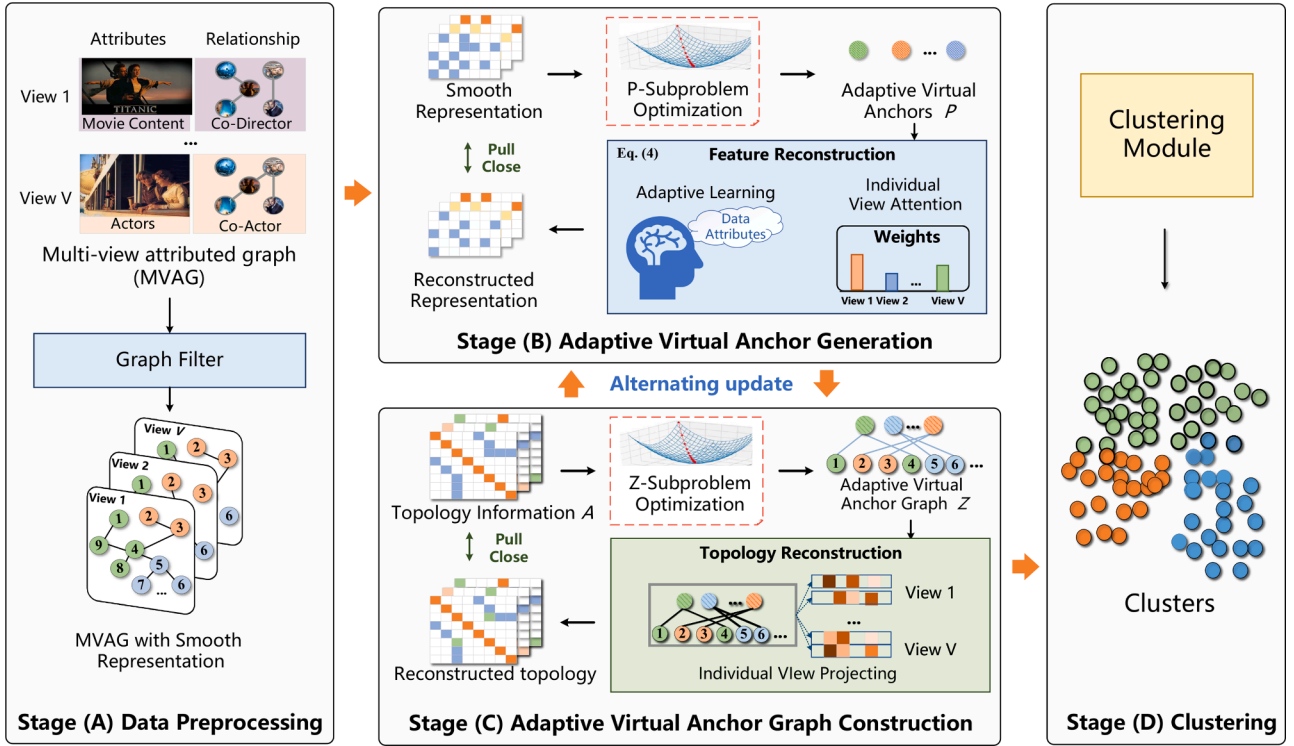 Attributes
Relationship
View 1
TITANIC
Movie Content
Co-Director
...
View V
Actors
Co-Actor
Multi-view attributed graph
(MVAG)
Graph Filter
View V
1
2
3
6
View 2
1
2
3
6
View 1
1
2
3
9
4
8
5
7
...
6
MVAG with Smooth
Representation
Stage (A) Data Preprocessing
Smooth
Representation
P-Subproblem
Optimization
...
Adaptive Virtual
Anchors P
Pull
Close
Reconstructed
Representation
Eq. (4)
Feature Reconstruction
Adaptive Learning
Data
Attributes
Individual
View Attention
Weights
...
View 1 View 2 View V
Stage (B) Adaptive Virtual Anchor Generation
Alternating update
Topology Information A
Z-Subproblem
Optimization
...
1 2 3 4 5 6 ...
Adaptive Virtual
Anchor Graph Z
Pull
Close
Reconstructed topology
Topology Reconstruction
...
1 2 3 4 5 6 ...
View 1
...
View V
Individual VIew Projecting
Stage (C) Adaptive Virtual Anchor Graph Construction
Clustering
Module
Clusters
Stage (D) Clustering